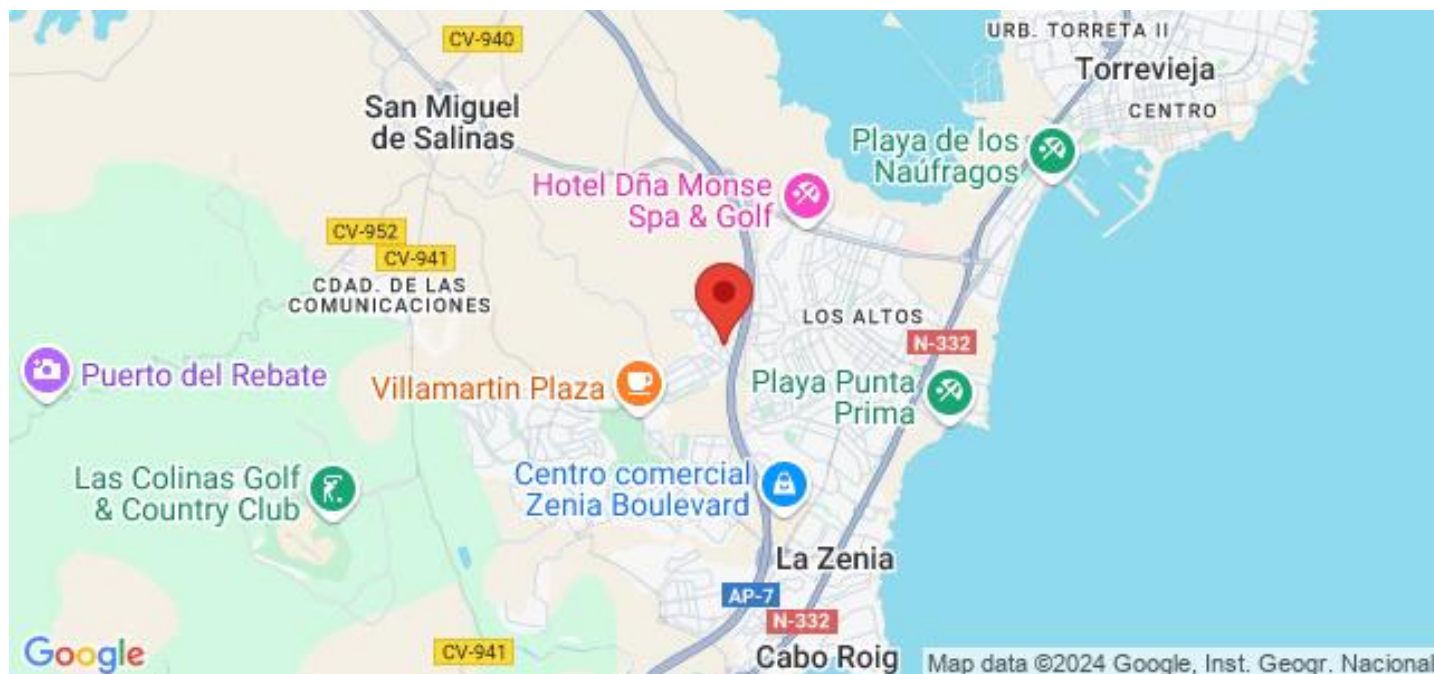 CV-940
URB. TORRETA II
Torrevieja
CENTRO
San Miguel
de Salinas
Playa de los
Naúfragos
Hotel Dña Monse
Spa & Golf
CV-952
CV-941
CDAD. DE LAS
COMUNICACIONES
LOS ALTOS
N-332
Puerto del Rebate
Villamartin Plaza
Playa Punta
Prima
Las Colinas Golf
& Country Club
Centro comercial
Zenia Boulevard
La Zenia
AP-7
N-332
Google
CV-941
Cabo Roig
Map data ©2024 Google, Inst. Geogr. Nacional